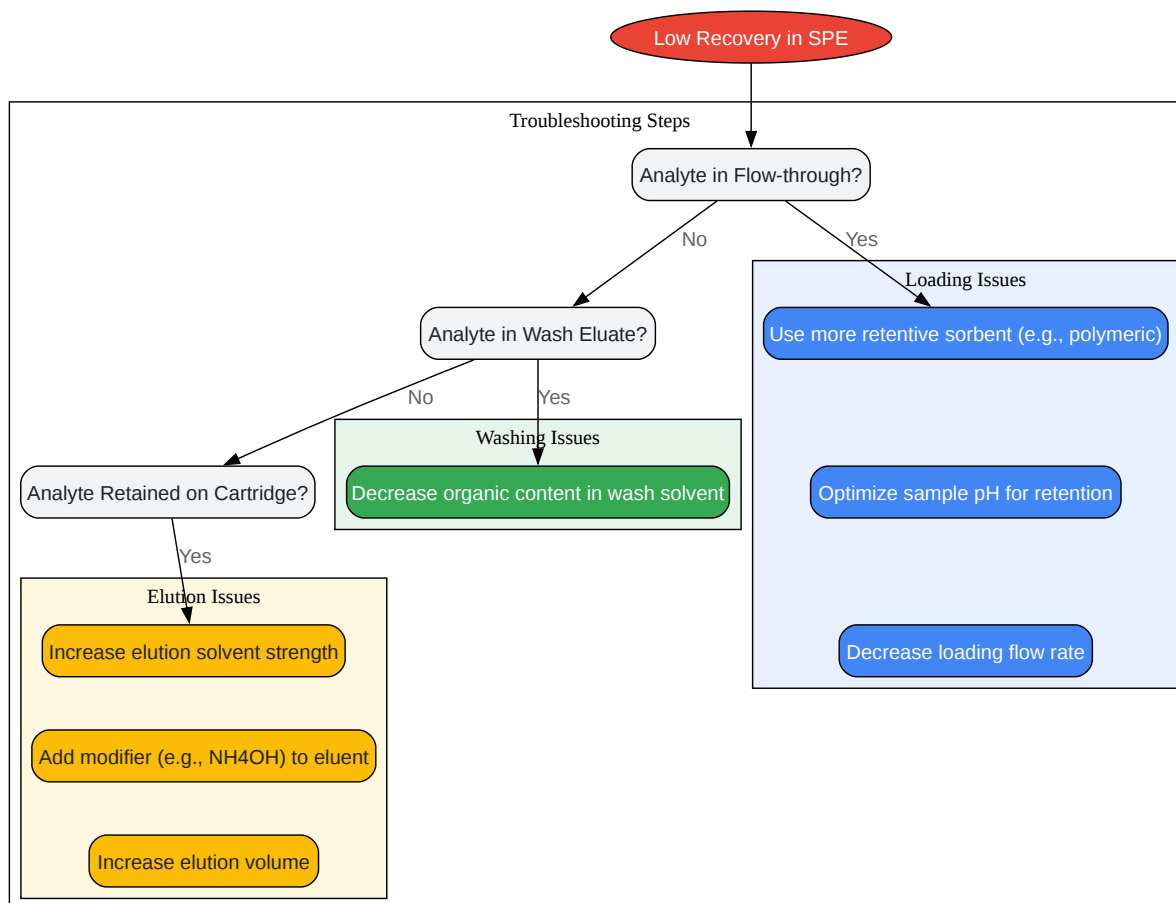 Low Recovery in SPE
Troubleshooting Steps
Analyte in Flow-through?
No
Yes
Loading Issues
Analyte in Wash Eluate?
Use more retentive sorbent (e.g., polymeric)
No
Yes
Washing Issues
Analyte Retained on Cartridge?
Decrease organic content in wash solvent
Optimize sample pH for retention
Yes
Elution Issues
Increase elution solvent strength
Decrease loading flow rate
Add modifier (e.g., NH4OH) to eluent
Increase elution volume